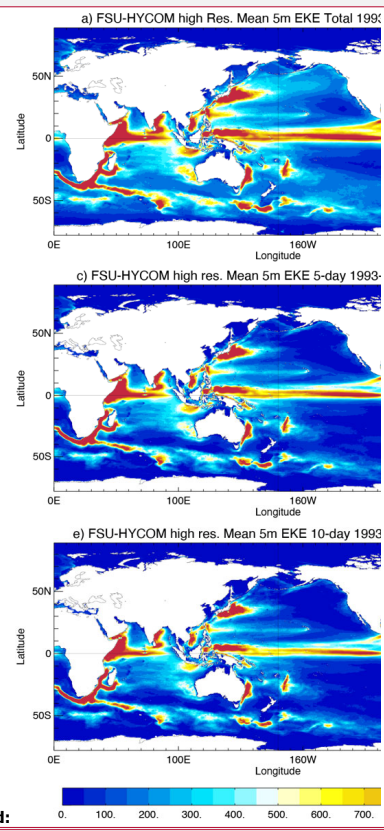 a) FSU-HYCOM high Res. Mean 5m EKE Total 1993
50N
0
50S
Latitude
0E 100E 160W
Longitude
c) FSU-HYCOM high res. Mean 5m EKE 5-day 1993-
50N
0
50S
Latitude
0E 100E 160W
Longitude
e) FSU-HYCOM high res. Mean 5m EKE 10-day 1993
50N
0
50S
Latitude
0E 100E 160W
Longitude
d:
0. 100. 200. 300. 400. 500. 600. 700.